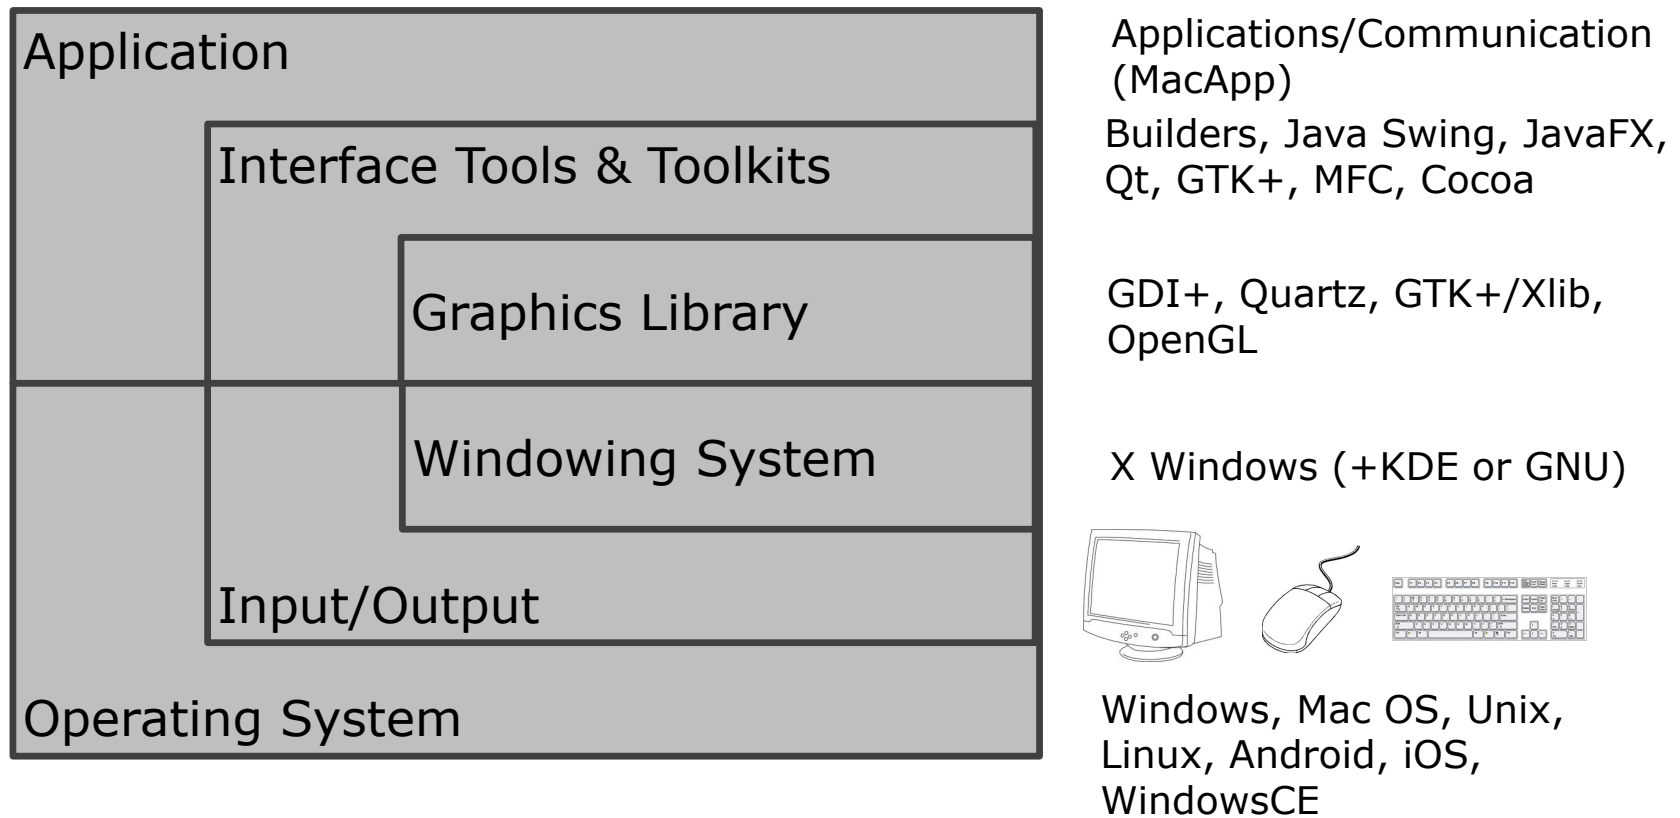 Application
Applications/Communication
(MacApp)
Interface Tools & Toolkits
Builders, Java Swing, JavaFX,
Qt, GTK+, MFC, Cocoa
Graphics Library
GDI+, Quartz, GTK+/Xlib,
OpenGL
Windowing System
X Windows (+KDE or GNU)
Input/Output
Operating System
Windows, Mac OS, Unix,
Linux, Android, iOS,
WindowsCE